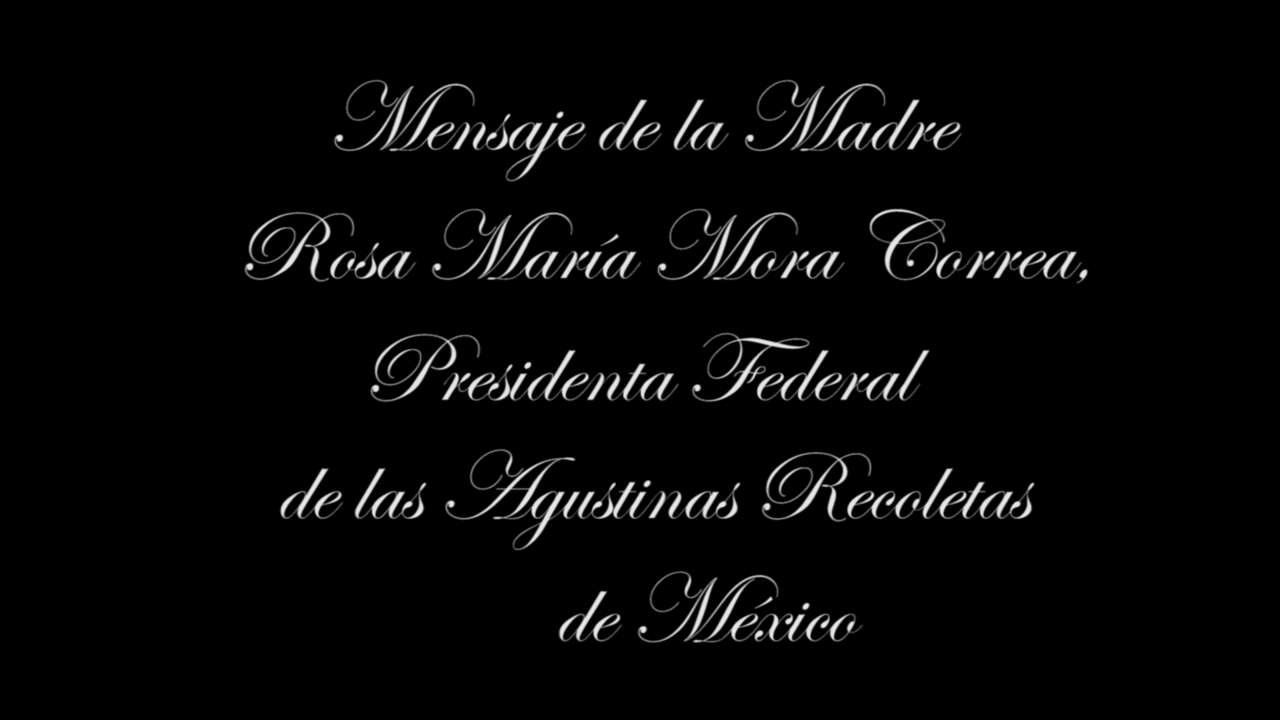 Mensaje de la Madre
Rosa María Mora Correa,
Presidenta Federal
de las Agustinas Recoletas
de México